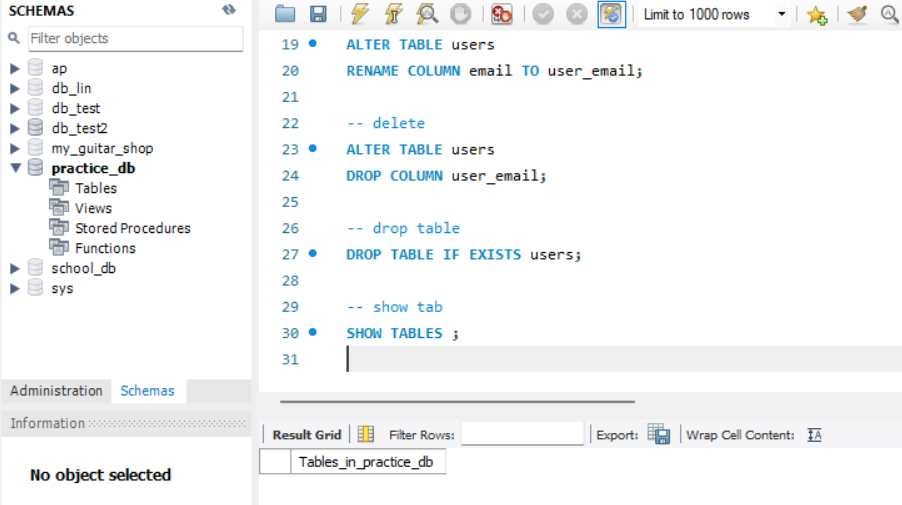 SCHEMAS
Filter objects
ap
db_lin
db_test
db_test2
my_guitar_shop
practice_db
Tables
Views
Stored Procedures
Functions
school_db
sys
Administration Schemas
Information
No object selected
Limit to 1000 rows
19 ALTER TABLE users
20 RENAME COLUMN email TO user_email;
21
22 -- delete
23 ALTER TABLE users
24 DROP COLUMN user_email;
25
26 -- drop table
27 DROP TABLE IF EXISTS users;
28
29 -- show tab
30 SHOW TABLES ;
31
Result Grid Filter Rows: Export: Wrap Cell Content: IA
Tables_in_practice_db